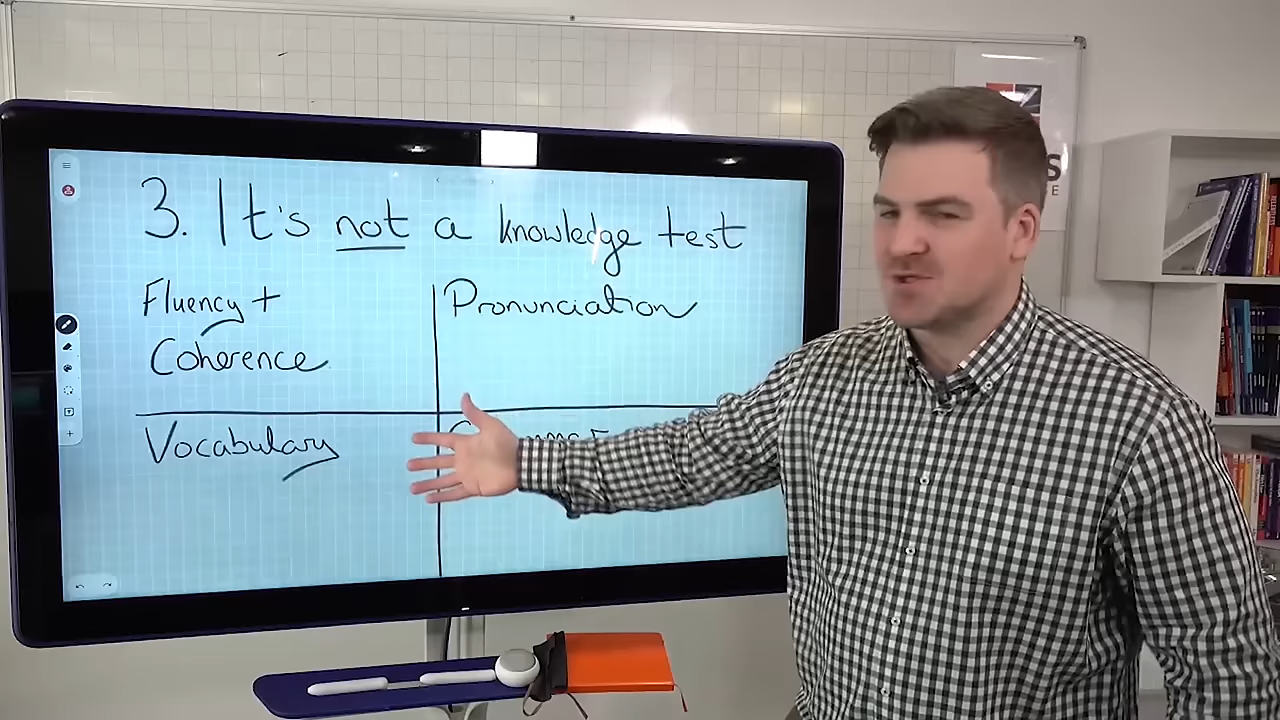 3. It's not a knowledge test
Fluency +
Coherence
Pronunciation
Vocabulary